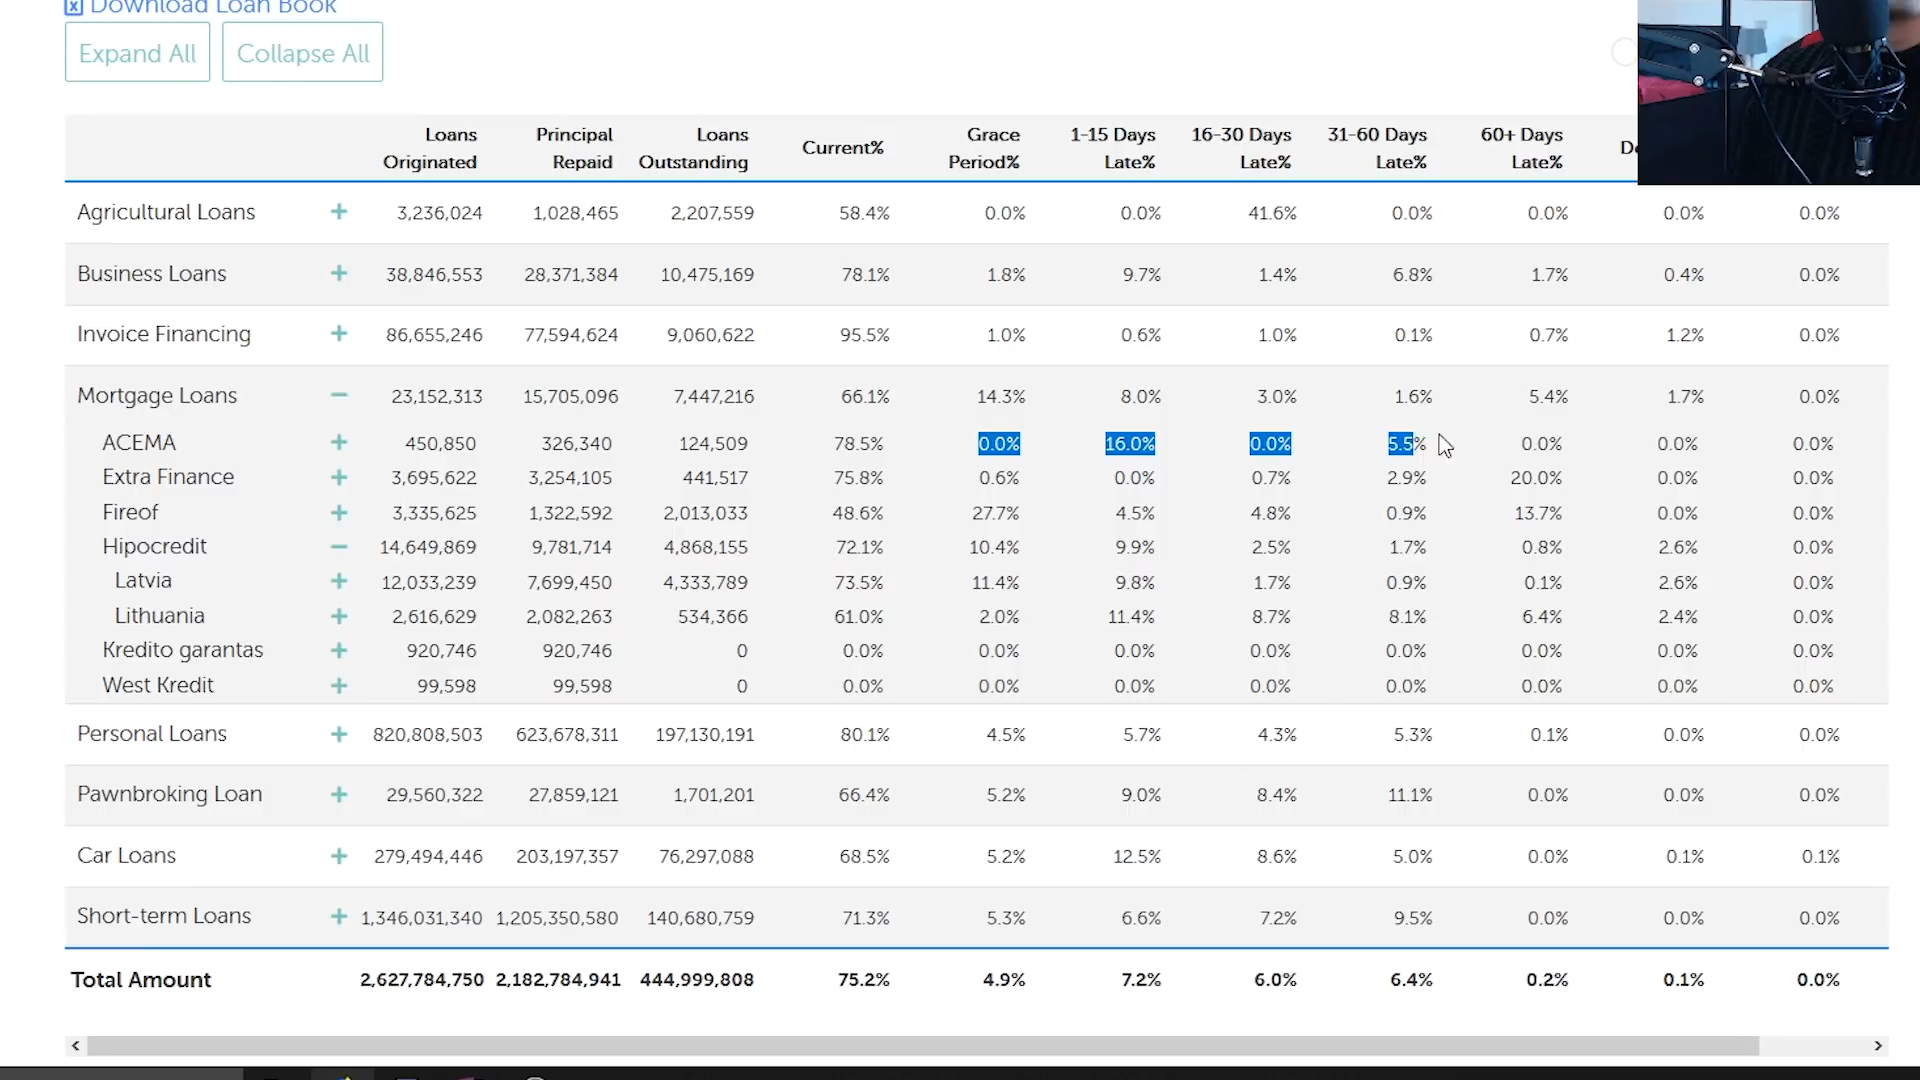 Download Loan Book
Expand All Collapse All
Loans Originated Principal Repaid Loans Outstanding Current% Grace Period% 1-15 Days Late% 16-30 Days Late% 31-60 Days Late% 60+ Days Late%
Agricultural Loans + 3,236,024 1,028,465 2,207,559 58.4% 0.0% 0.0% 41.6% 0.0% 0.0% 0.0% 0.0%
Business Loans + 38,846,553 28,371,384 10,475,169 78.1% 1.8% 9.7% 1.4% 6.8% 1.7% 0.4% 0.0%
Invoice Financing + 86,655,246 77,594,624 9,060,622 95.5% 1.0% 0.6% 1.0% 0.1% 0.7% 1.2% 0.0%
Mortgage Loans − 23,152,313 15,705,096 7,447,216 66.1% 14.3% 8.0% 3.0% 1.6% 5.4% 1.7% 0.0%
ACEMA + 450,850 326,340 124,509 78.5% 0.0% 16.0% 0.0% 5.5% 0.0% 0.0% 0.0%
Extra Finance + 3,695,622 3,254,105 441,517 75.8% 0.6% 0.0% 0.7% 2.9% 20.0% 0.0% 0.0%
Fireof + 3,335,625 1,322,592 2,013,033 48.6% 27.7% 4.5% 4.8% 0.9% 13.7% 0.0% 0.0%
Hipocredit − 14,649,869 9,781,714 4,868,155 72.1% 10.4% 9.9% 2.5% 1.7% 0.8% 2.6% 0.0%
Latvia + 12,033,239 7,699,450 4,333,789 73.5% 11.4% 9.8% 1.7% 0.9% 0.1% 2.6% 0.0%
Lithuania + 2,616,629 2,082,263 534,366 61.0% 2.0% 11.4% 8.7% 8.1% 6.4% 2.4% 0.0%
Kredito garantas + 920,746 920,746 0 0.0% 0.0% 0.0% 0.0% 0.0% 0.0% 0.0% 0.0%
West Kredit + 99,598 99,598 0 0.0% 0.0% 0.0% 0.0% 0.0% 0.0% 0.0% 0.0%
Personal Loans + 820,808,503 623,678,311 197,130,191 80.1% 4.5% 5.7% 4.3% 5.3% 0.1% 0.0% 0.0%
Pawnbroking Loan + 29,560,322 27,859,121 1,701,201 66.4% 5.2% 9.0% 8.4% 11.1% 0.0% 0.0% 0.0%
Car Loans + 279,494,446 203,197,357 76,297,088 68.5% 5.2% 12.5% 8.6% 5.0% 0.0% 0.1% 0.1%
Short-term Loans + 1,346,031,340 1,205,350,580 140,680,759 71.3% 5.3% 6.6% 7.2% 9.5% 0.0% 0.0% 0.0%
Total Amount 2,627,784,750 2,182,784,941 444,999,808 75.2% 4.9% 7.2% 6.0% 6.4% 0.2% 0.1% 0.0%